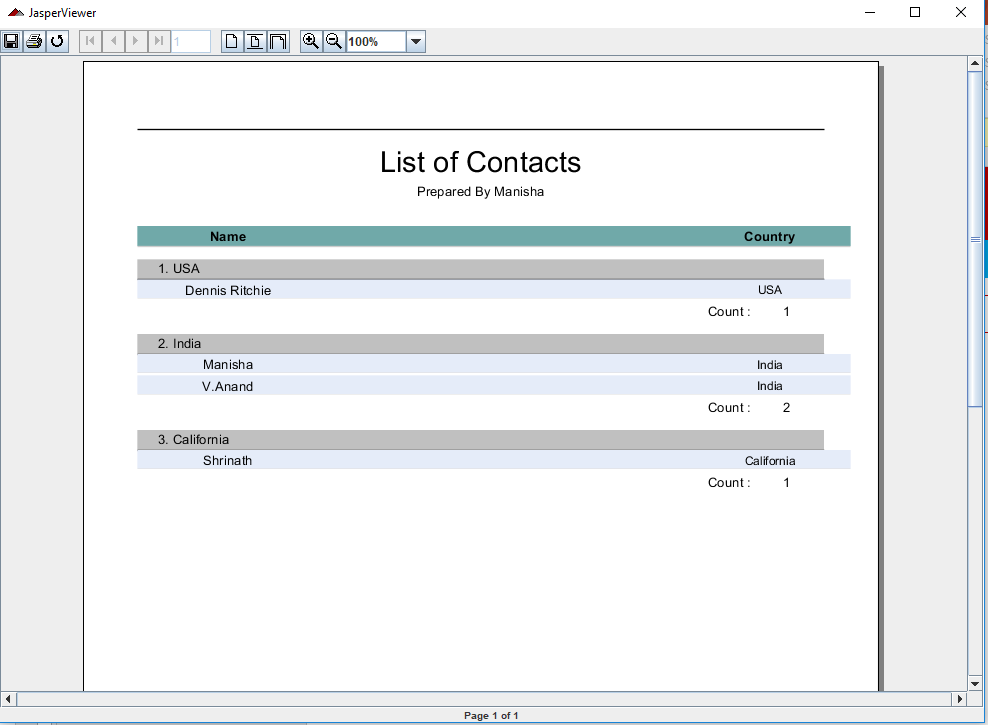 JasperViewer
1
100%
List of Contacts
Prepared By Manisha
Name Country
1. USA
Dennis Ritchie USA
Count : 1
2. India
Manisha India
V.Anand India
Count : 2
3. California
Shrinath California
Count : 1
Page 1 of 1